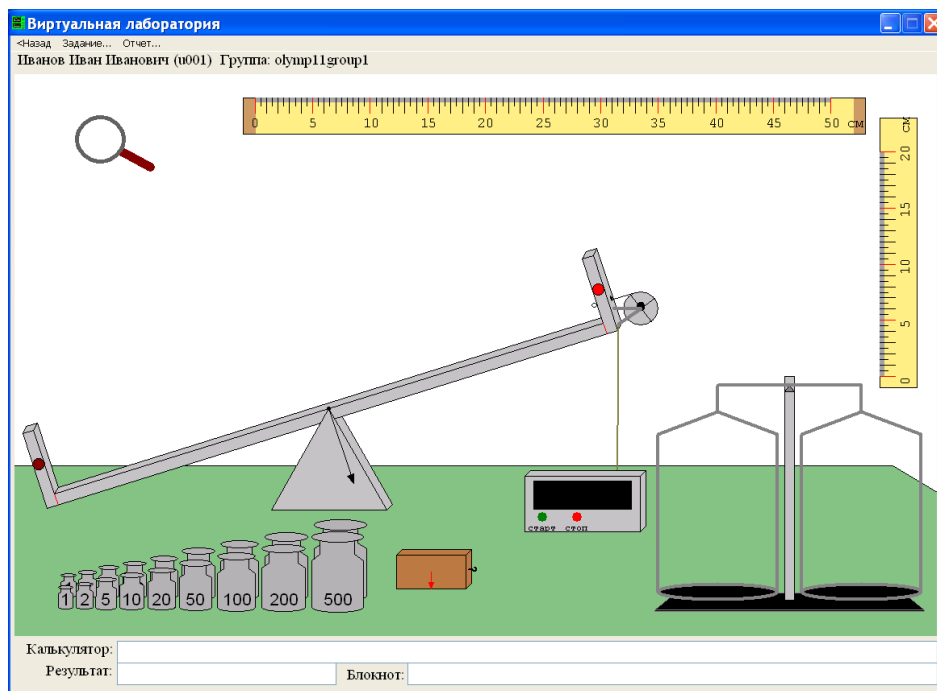 Виртуальная лаборатория
<Назад Задание... Отчет...
Иванов Иван Иванович (u001) Группа: olymp11group1
0 5 10 15 20 25 30 35 40 45 50 см
0 5 10 15 20 см
старт стоп
1 2 5 10 20 50 100 200 500
Калькулятор:
Результат: Блокнот: